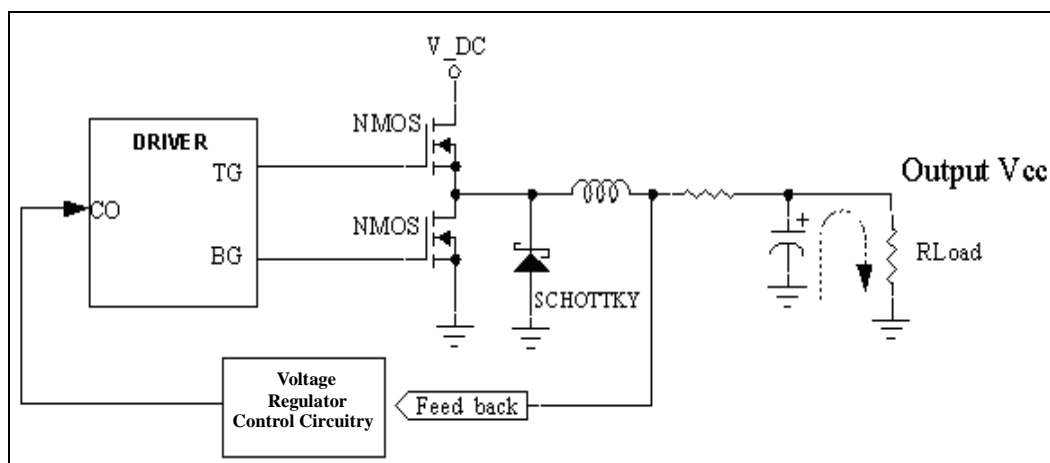 V_DC
NMOS
DRIVER
TG
Output Vcc
CO
NMOS
+
BG
RLoad
SCHOTTKY
Voltage
Regulator
Control Circuitry
Feed back